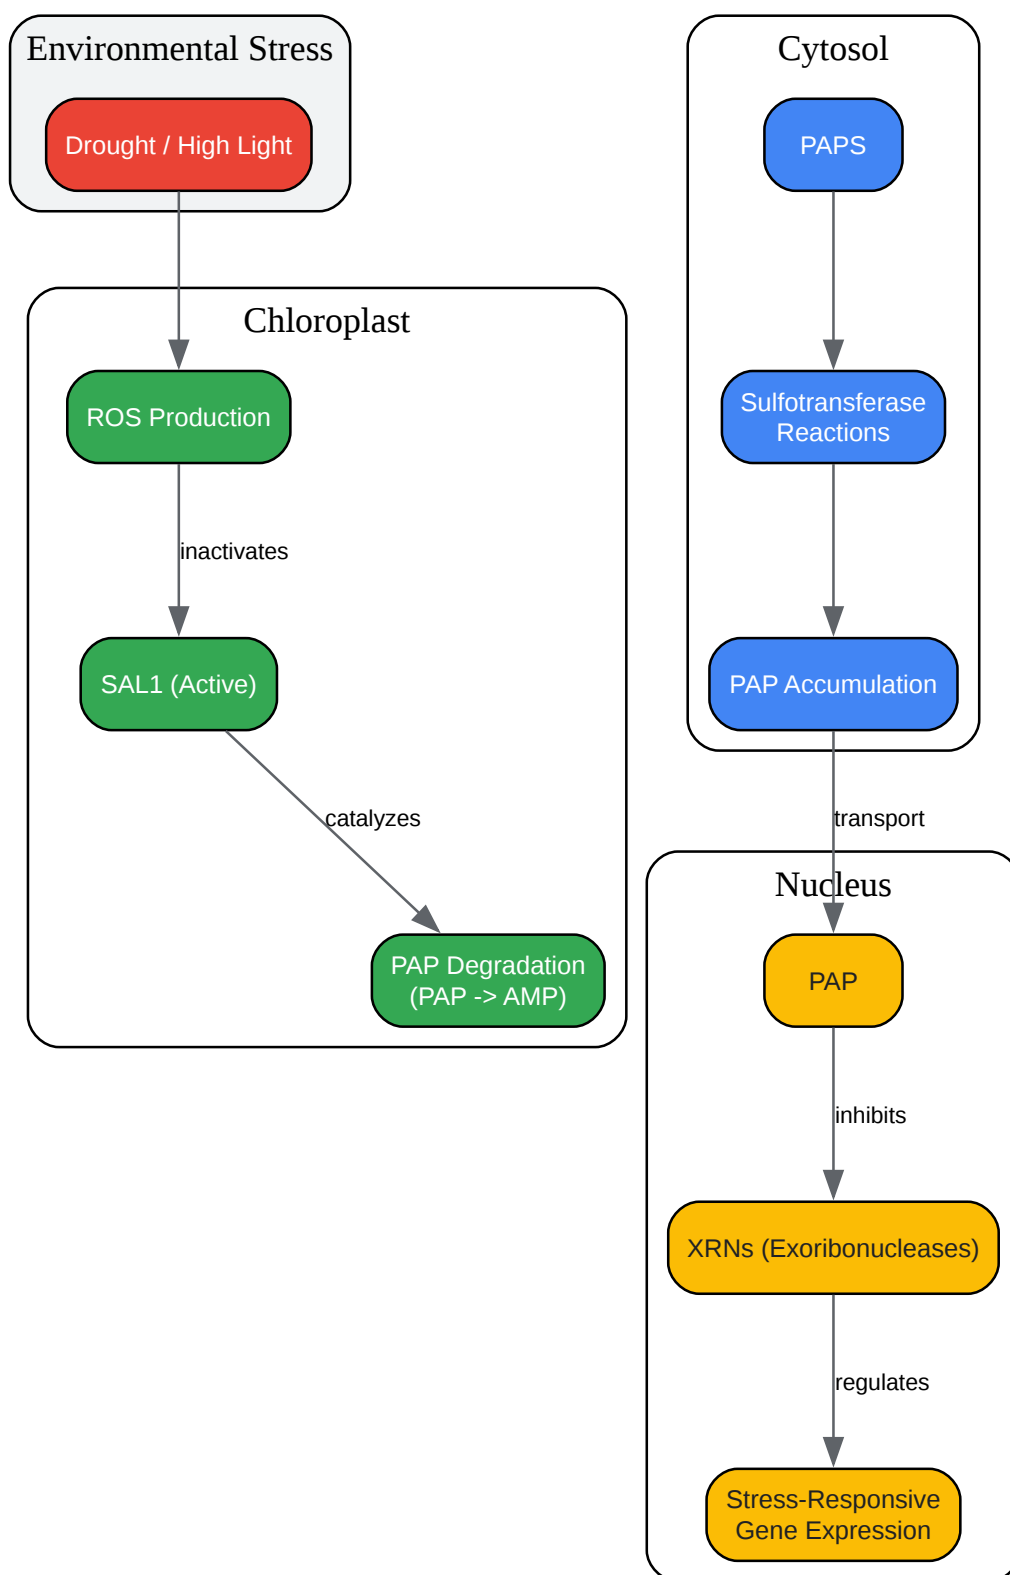 Environmental Stress
Drought / High Light
Chloroplast
ROS Production
inactivates
SAL1 (Active)
catalyzes
PAP Degradation
(PAP -> AMP)
Cytosol
PAPS
Sulfotransferase
Reactions
PAP Accumulation
transport
Nucleus
PAP
inhibits
XRNs (Exoribonucleases)
regulates
Stress-Responsive
Gene Expression